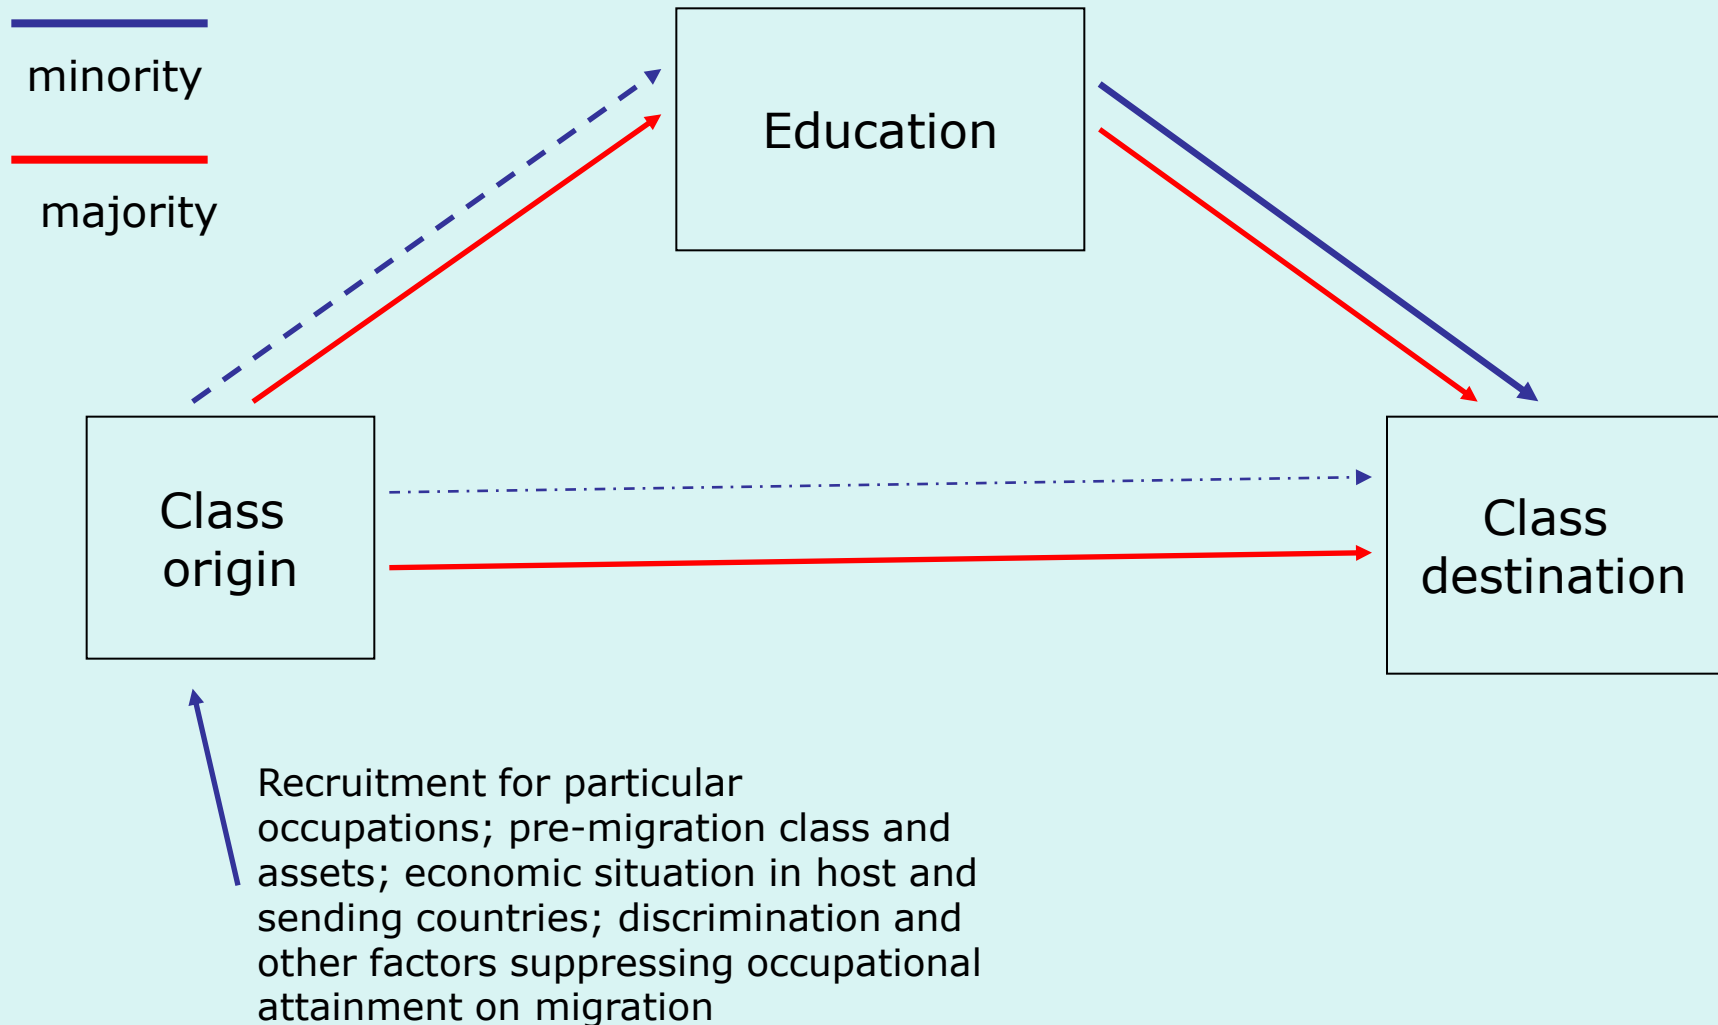 minority
majority
Education
Class
origin
Class
destination
Recruitment for particular
occupations; pre-migration class and
assets; economic situation in host and
sending countries; discrimination and
other factors suppressing occupational
attainment on migration